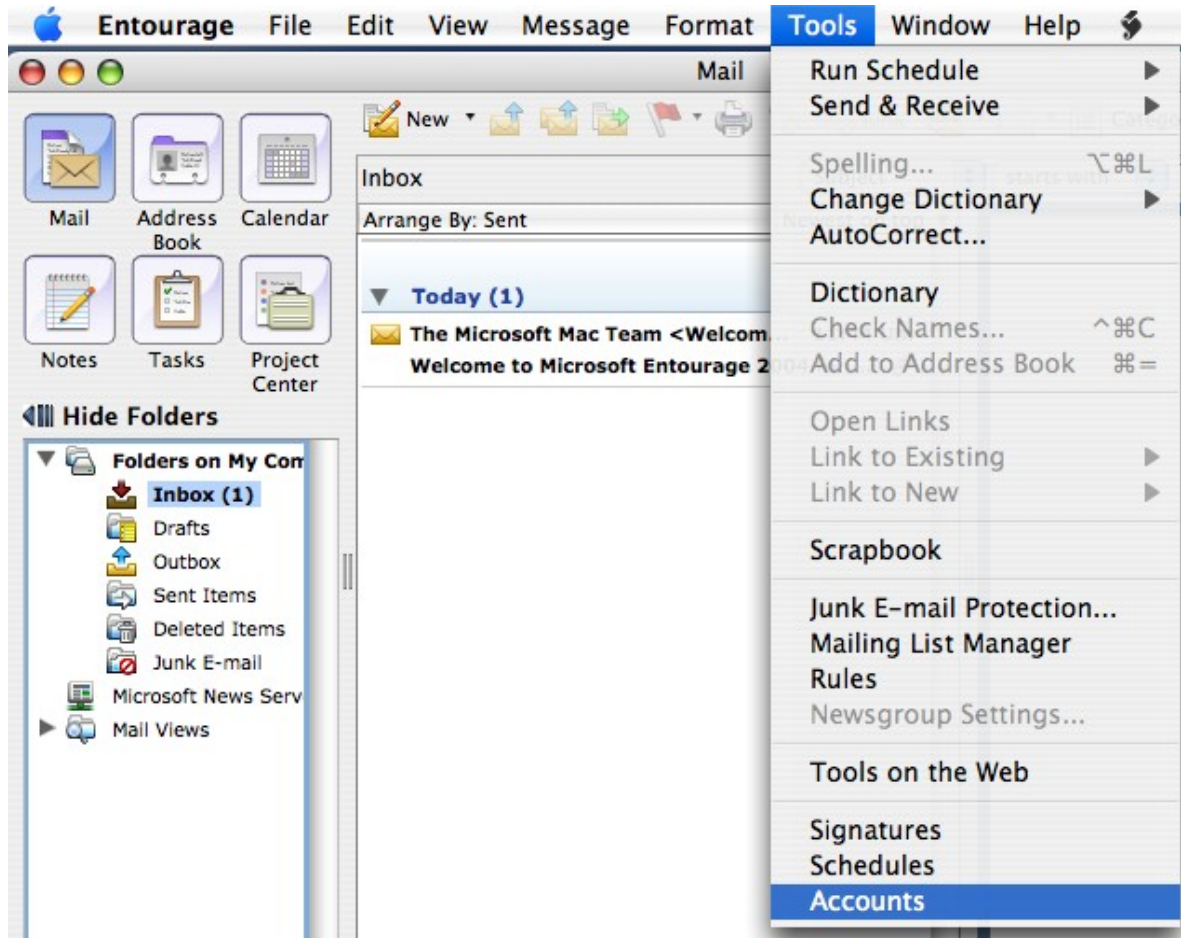 Entourage File Edit View Message Format Tools Window Help
Mail
Run Schedule
Send & Receive
Spelling... ⌥⌘L
Change Dictionary
AutoCorrect...
Dictionary
Check Names... ^⌘C
Add to Address Book ⌘=
Open Links
Link to Existing
Link to New
Scrapbook
Junk E-mail Protection...
Mailing List Manager
Rules
Newsgroup Settings...
Tools on the Web
Signatures
Schedules
Accounts
Mail
Address
Book
Calendar
Notes
Tasks
Project
Center
Hide Folders
Folders on My Com
Inbox (1)
Drafts
Outbox
Sent Items
Deleted Items
Junk E-mail
Microsoft News Serv
Mail Views
New
Inbox
Arrange By: Sent
Today (1)
The Microsoft Mac Team <Welcom...
Welcome to Microsoft Entourage 2004
starts with